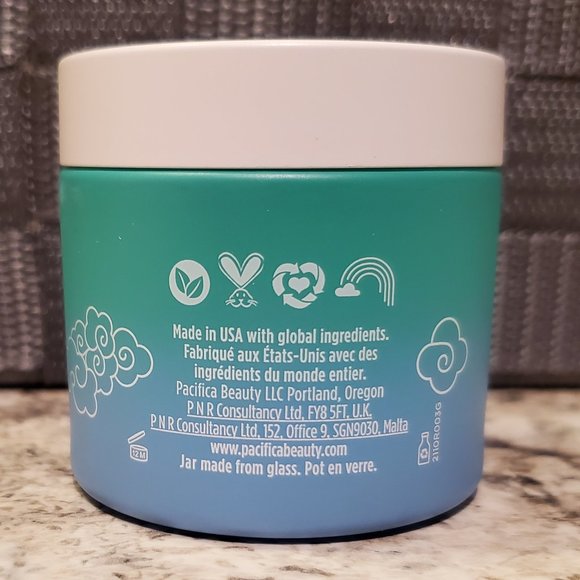 Made in USA with global ingredients.
Fabriqué aux États-Unis avec des
ingrédients du monde entier.
Pacifica Beauty LLC Portland, Oregon
P N R Consultancy Ltd, FY8 5FT, U.K.
P N R Consultancy Ltd, 152, Office 9, SGN9030, Malta
www.pacificabeauty.com
Jar made from glass. Pot en verre.
12 M
2110R003G